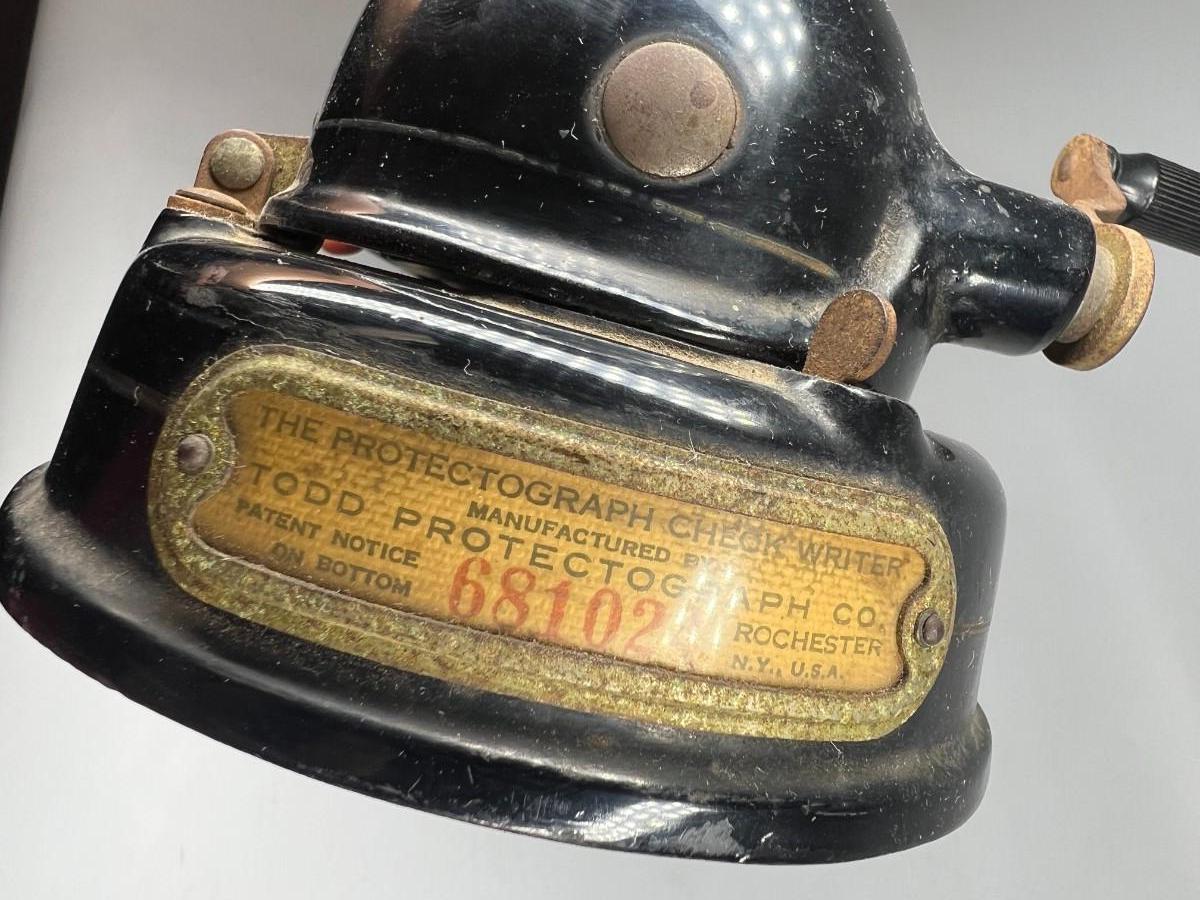 THE PROTECTOGRAPH CHECK WRITER
MANUFACTURED BY
TODD PROTECTOGRAPH CO.
PATENT NOTICE
ON BOTTOM
ROCHESTER
N.Y., U.S.A.